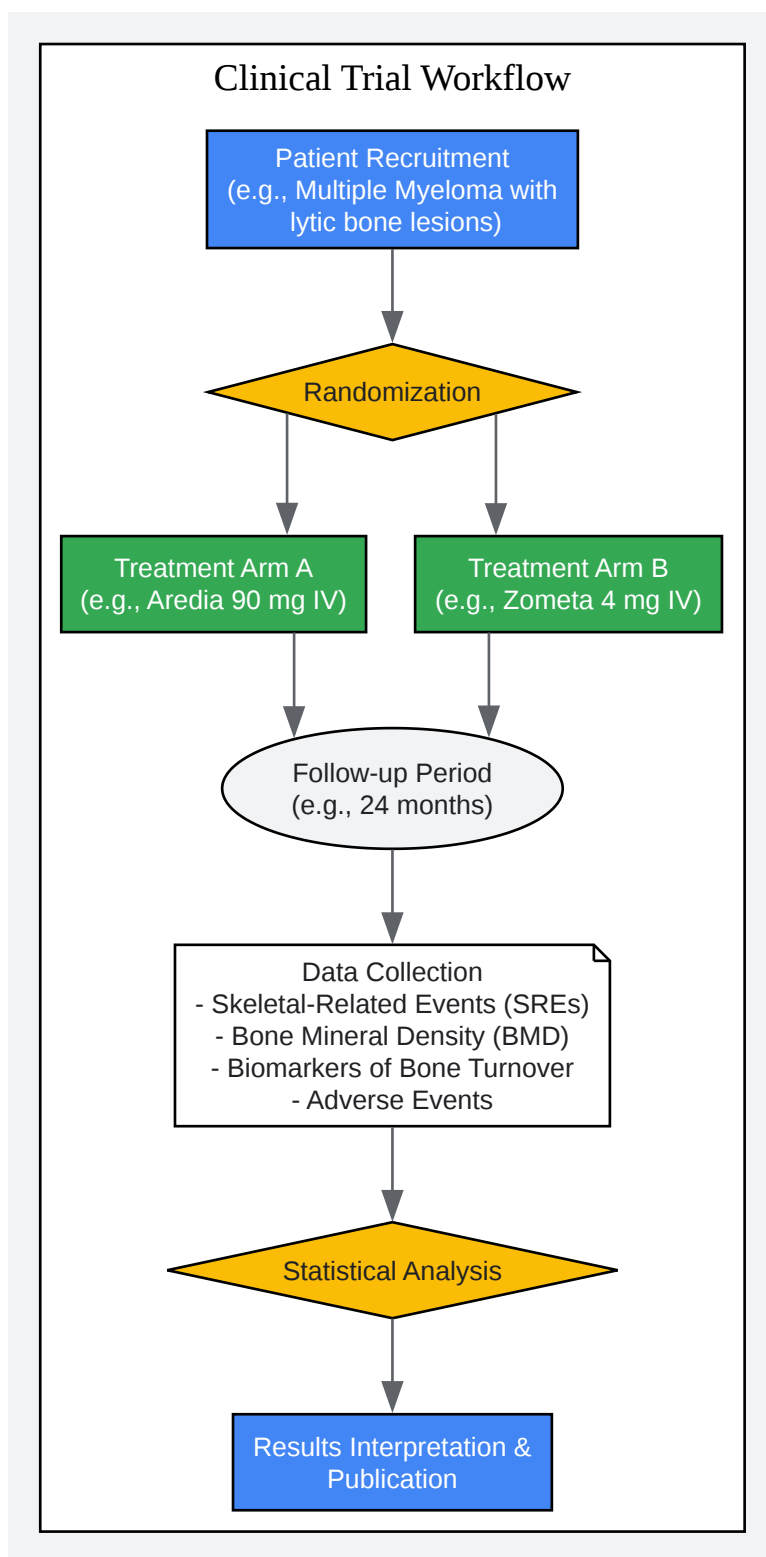 Clinical Trial Workflow
Patient Recruitment
(e.g., Multiple Myeloma with
lytic bone lesions)
Randomization
Treatment Arm A
(e.g., Aredia 90 mg IV)
Treatment Arm B
(e.g., Zometa 4 mg IV)
Follow-up Period
(e.g., 24 months)
Data Collection
- Skeletal-Related Events (SREs)
- Bone Mineral Density (BMD)
- Biomarkers of Bone Turnover
- Adverse Events
Statistical Analysis
Results Interpretation &
Publication